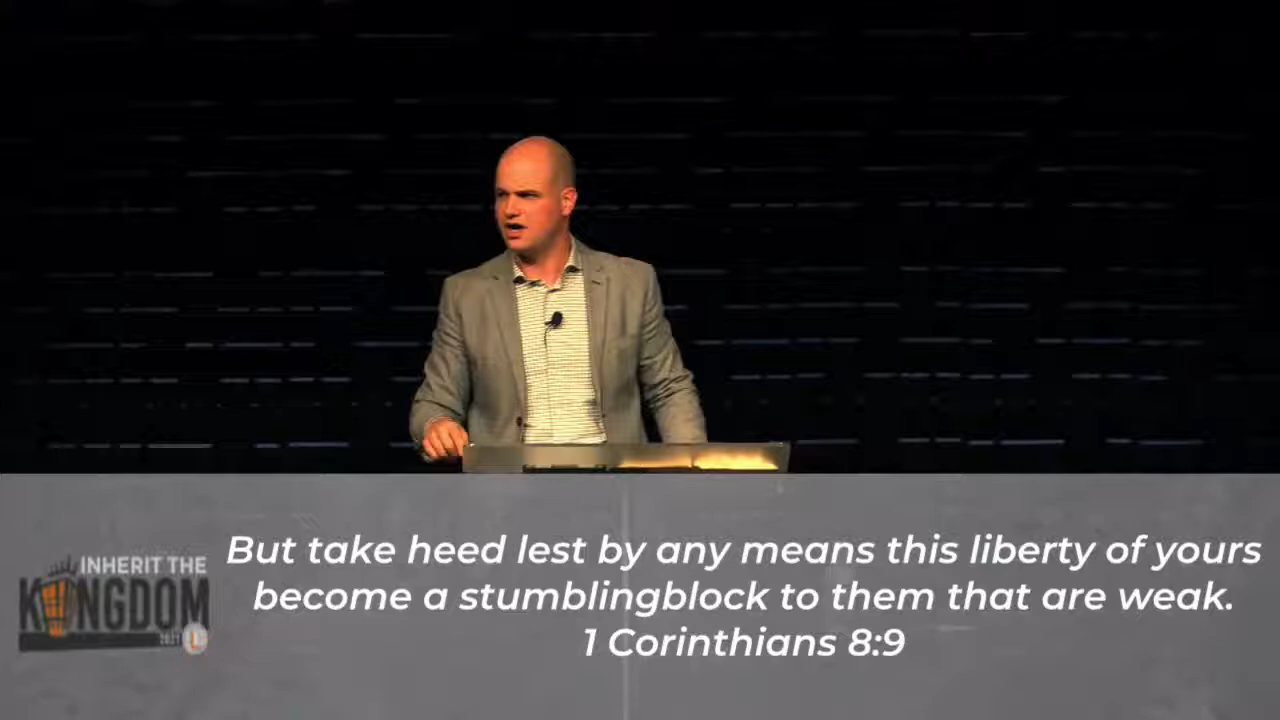 INHERIT THE
KINGDOM
2021
But take heed lest by any means this liberty of yours
become a stumblingblock to them that are weak.
1 Corinthians 8:9